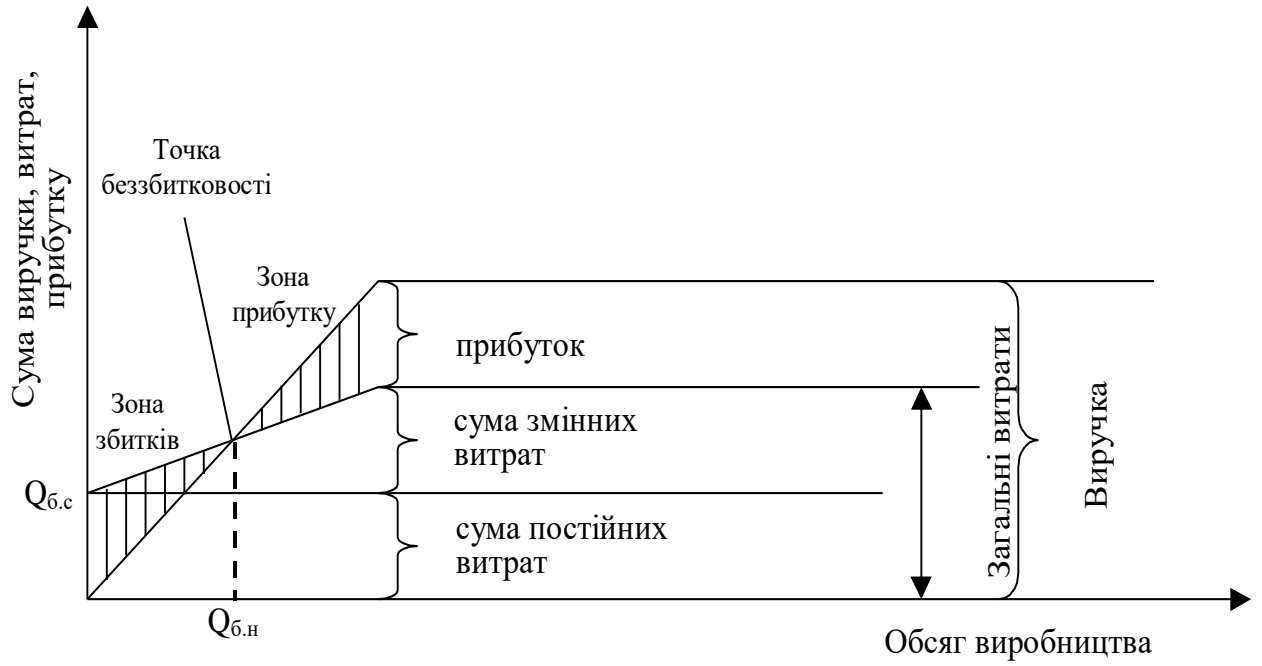 Сума виручки, витрат,
прибутку
Точка
беззбитковості
Зона
прибутку
Зона
збитків
прибуток
сума змінних
витрат
сума постійних
витрат
Загальні витрати
Виручка
Qб.с
Qб.н
Обсяг виробництва